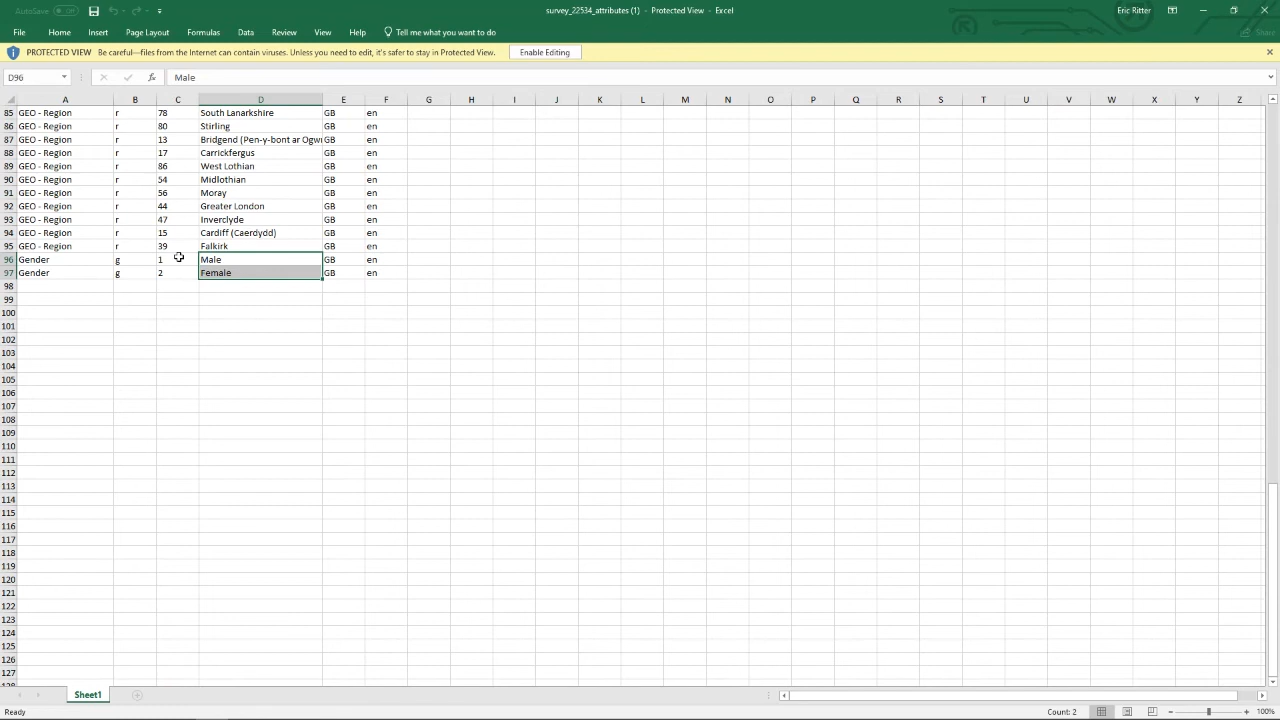 AutoSave Off survey_22534_attributes (1) - Protected View - Excel Eric Ritter
File Home Insert Page Layout Formulas Data Review View Help Tell me what you want to do Share
PROTECTED VIEW Be careful—files from the Internet can contain viruses. Unless you need to edit, it's safer to stay in Protected View. Enable Editing
D96 fx Male
A B C D E F G H I J K L M N O P Q R S T U V W X Y Z
85 GEO - Region r 78 South Lanarkshire GB en
86 GEO - Region r 80 Stirling GB en
87 GEO - Region r 13 Bridgend (Pen-y-bont ar Ogwr GB en
88 GEO - Region r 17 Carrickfergus GB en
89 GEO - Region r 86 West Lothian GB en
90 GEO - Region r 54 Midlothian GB en
91 GEO - Region r 56 Moray GB en
92 GEO - Region r 44 Greater London GB en
93 GEO - Region r 47 Inverclyde GB en
94 GEO - Region r 15 Cardiff (Caerdydd) GB en
95 GEO - Region r 39 Falkirk GB en
96 Gender g 1 Male GB en
97 Gender g 2 Female GB en
98
99
100
101
102
103
104
105
106
107
108
109
110
111
112
113
114
115
116
117
118
119
120
121
122
123
124
125
126
127
128
Sheet1
Ready Count: 2 100%